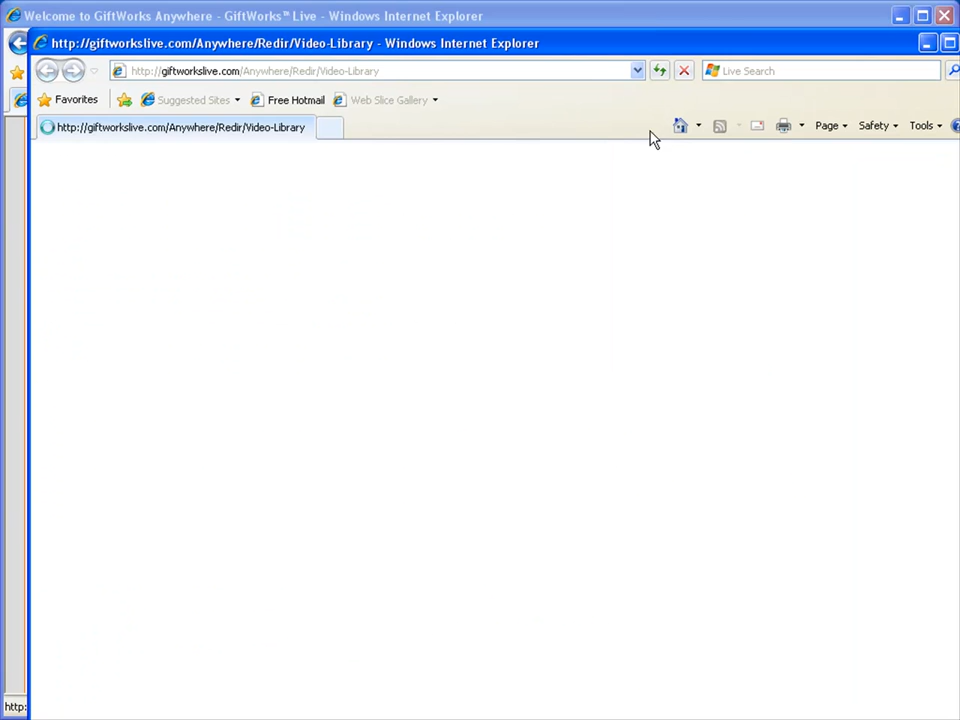 Welcome to GiftWorks Anywhere - GiftWorks™ Live - Windows Internet Explorer
http://giftworkslive.com/Anywhere/Redir/Video-Library - Windows Internet Explorer
http://giftworkslive.com/Anywhere/Redir/Video-Library
Live Search
Favorites
Suggested Sites
Free Hotmail
Web Slice Gallery
http://giftworkslive.com/Anywhere/Redir/Video-Library
Page
Safety
Tools
http: